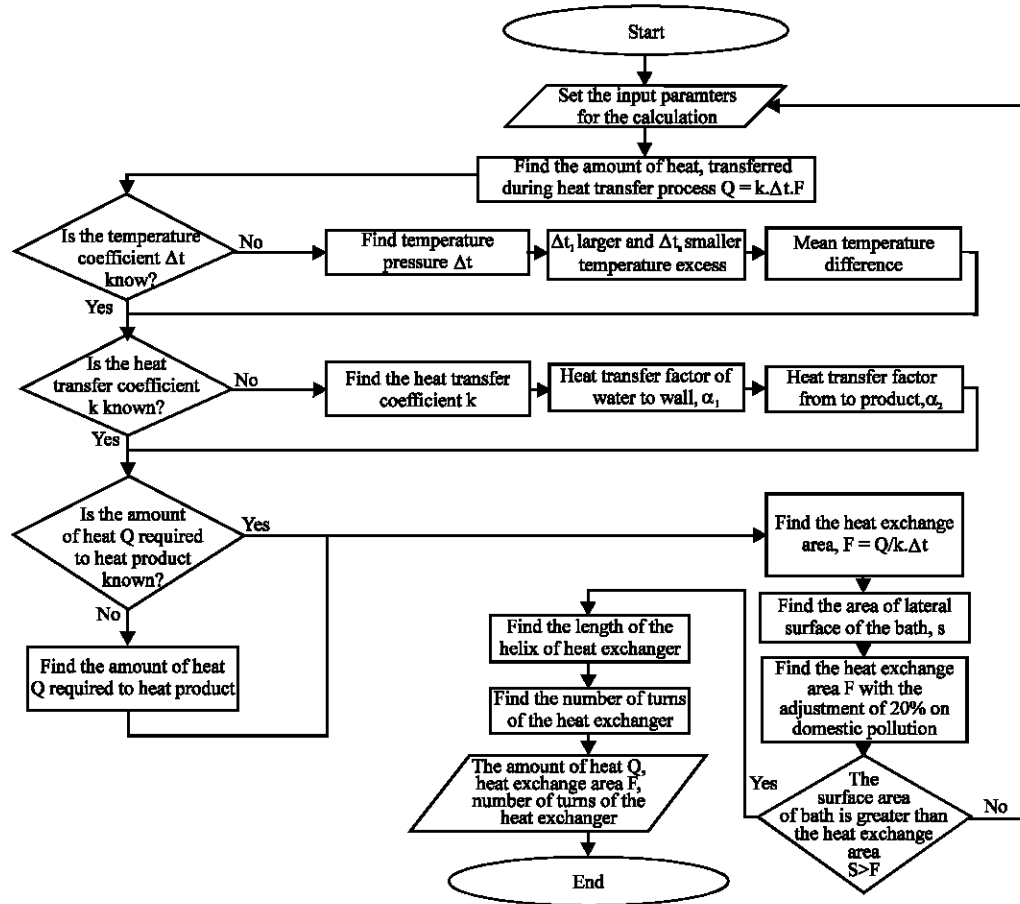 Start
Set the input paramters
for the calculation
Find the amount of heat, transferred
during heat transfer process Q = k.Δt.F
Is the temperature
coefficient Δt
know?
No
Find temperature
pressure Δt
temperature excess
Mean temperature
difference
Yes
Is the heat
transfer coefficient
k known?
No
Find the heat transfer
coefficient k
Heat transfer factor of
water to wall, α₁
Heat transfer factor
from to product,α₂
Yes
Is the amount
of heat Q required
to heat product
known?
Yes
No
Find the amount of heat
Q required to heat product
Find the heat exchange
area, F = Q/k.Δt
Find the area of lateral
surface of the bath, s
Find the heat exchange
area F with the
adjustment of 20% on
domestic pollution
The
surface area
of bath is greater than
the heat exchange
area
S>F
Yes
No
Find the length of the
helix of heat exchanger
Find the number of turns
of the heat exchanger
The amount of heat Q,
heat exchange area F,
number of turns of the
heat exchanger
End